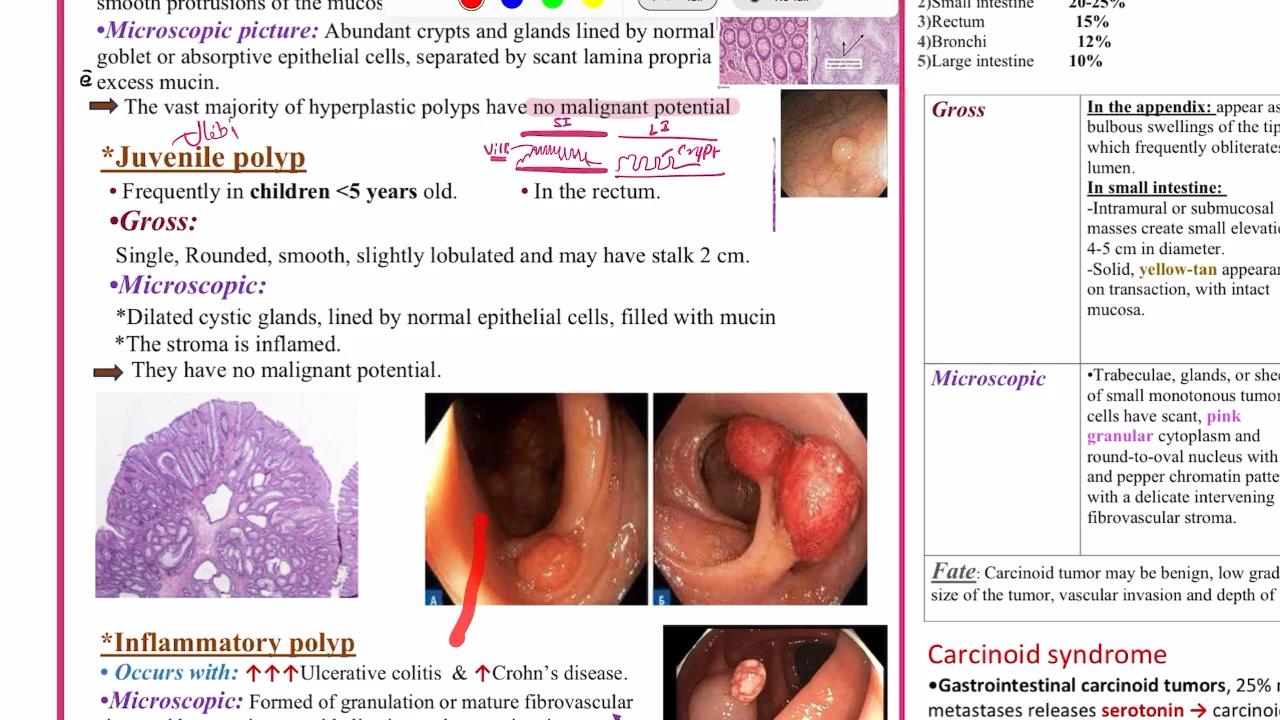 smooth protrusions of the mucos
•Microscopic picture: Abundant crypts and glands lined by normal
goblet or absorptive epithelial cells, separated by scant lamina propria
excess mucin.
➡ The vast majority of hyperplastic polyps have no malignant potential
SI
LI
Villi
Crypt
*Juvenile polyp
• Frequently in children <5 years old.
• In the rectum.
•Gross:
Single, Rounded, smooth, slightly lobulated and may have stalk 2 cm.
•Microscopic:
*Dilated cystic glands, lined by normal epithelial cells, filled with mucin
*The stroma is inflamed.
➡ They have no malignant potential.
А
Б
*Inflammatory polyp
• Occurs with: ↑↑↑Ulcerative colitis & ↑Crohn’s disease.
•Microscopic: Formed of granulation or mature fibrovascular
2)Small intestine 20-25%
3)Rectum 15%
4)Bronchi 12%
5)Large intestine 10%
Gross
In the appendix: appear as
bulbous swellings of the tip
which frequently obliterates
lumen.
In small intestine:
-Intramural or submucosal
masses create small elevati
4-5 cm in diameter.
-Solid, yellow-tan appearan
on transaction, with intact
mucosa.
Microscopic
•Trabeculae, glands, or shee
of small monotonous tumor
cells have scant, pink
granular cytoplasm and
round-to-oval nucleus with
and pepper chromatin patte
with a delicate intervening
fibrovascular stroma.
Fate: Carcinoid tumor may be benign, low grad
size of the tumor, vascular invasion and depth of
Carcinoid syndrome
•Gastrointestinal carcinoid tumors, 25%
metastases releases serotonin → carcinoi